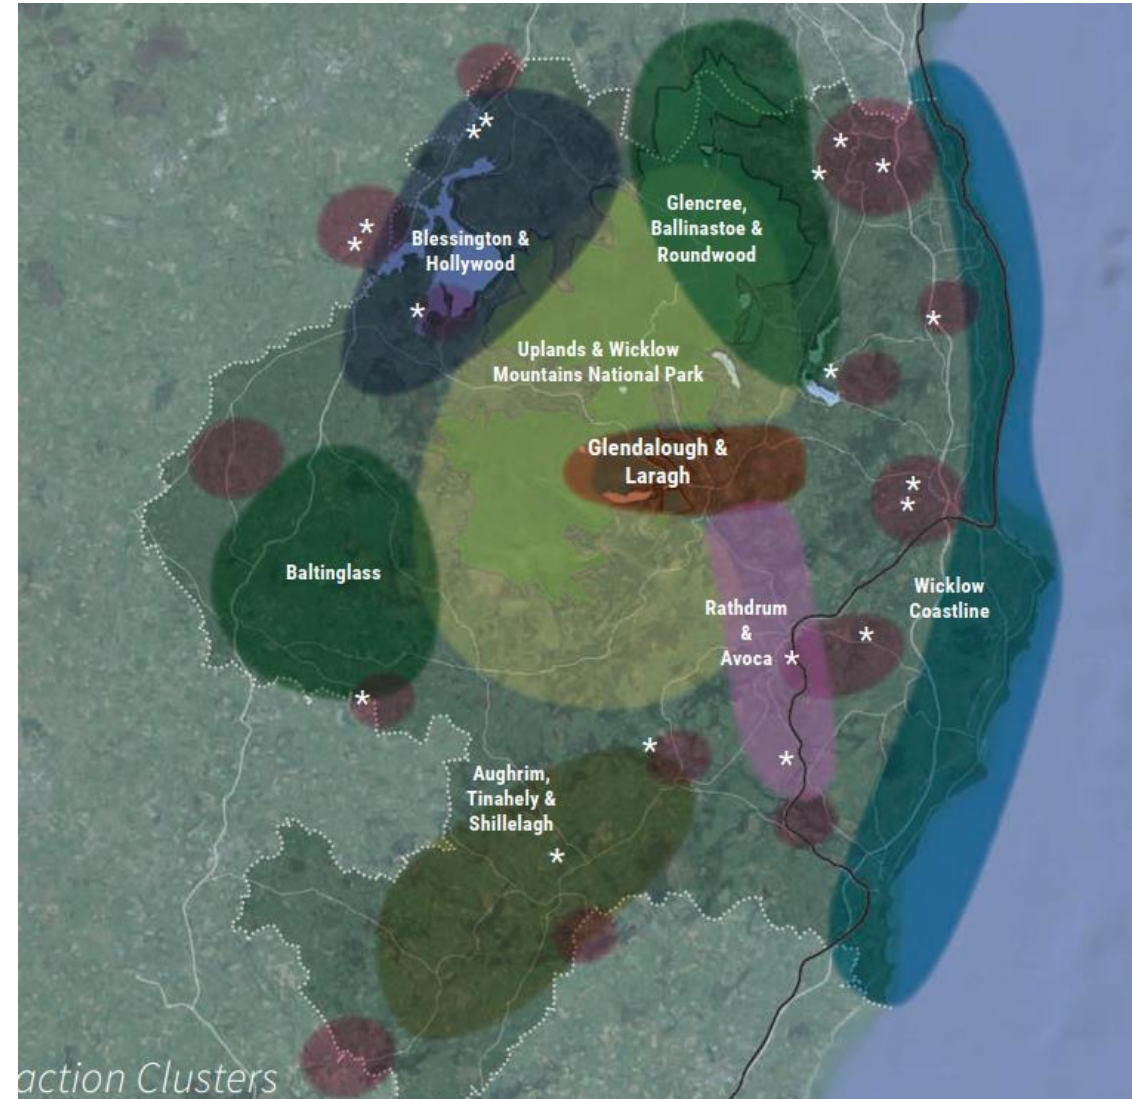 Glencree,
Ballinastoe &
Roundwood
Blessington &
Hollywood
Uplands & Wicklow
Mountains National Park
Glendalough &
Laragh
Baltinglass
Wicklow
Coastline
Rathdrum
&
Avoca
Aughrim,
Tinahely &
Shillelagh
action Clusters